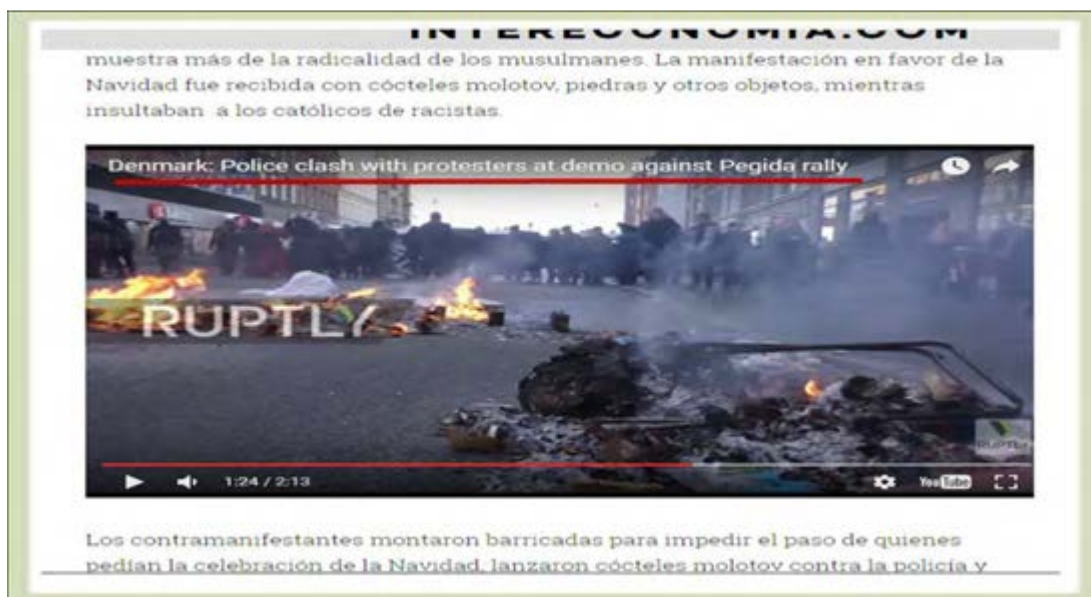 INTERECONOMIA.COM
muestra más de la radicalidad de los musulmanes. La manifestación en favor de la
Navidad fue recibida con cócteles molotov, piedras y otros objetos, mientras
insultaban a los católicos de racistas.
Denmark: Police clash with protesters at demo against Pegida rally
RUPTLY
RUPTLY
1:24 / 2:13
YouTube
Los contramanifestantes montaron barricadas para impedir el paso de quienes
pedían la celebración de la Navidad, lanzaron cócteles molotov contra la policía y